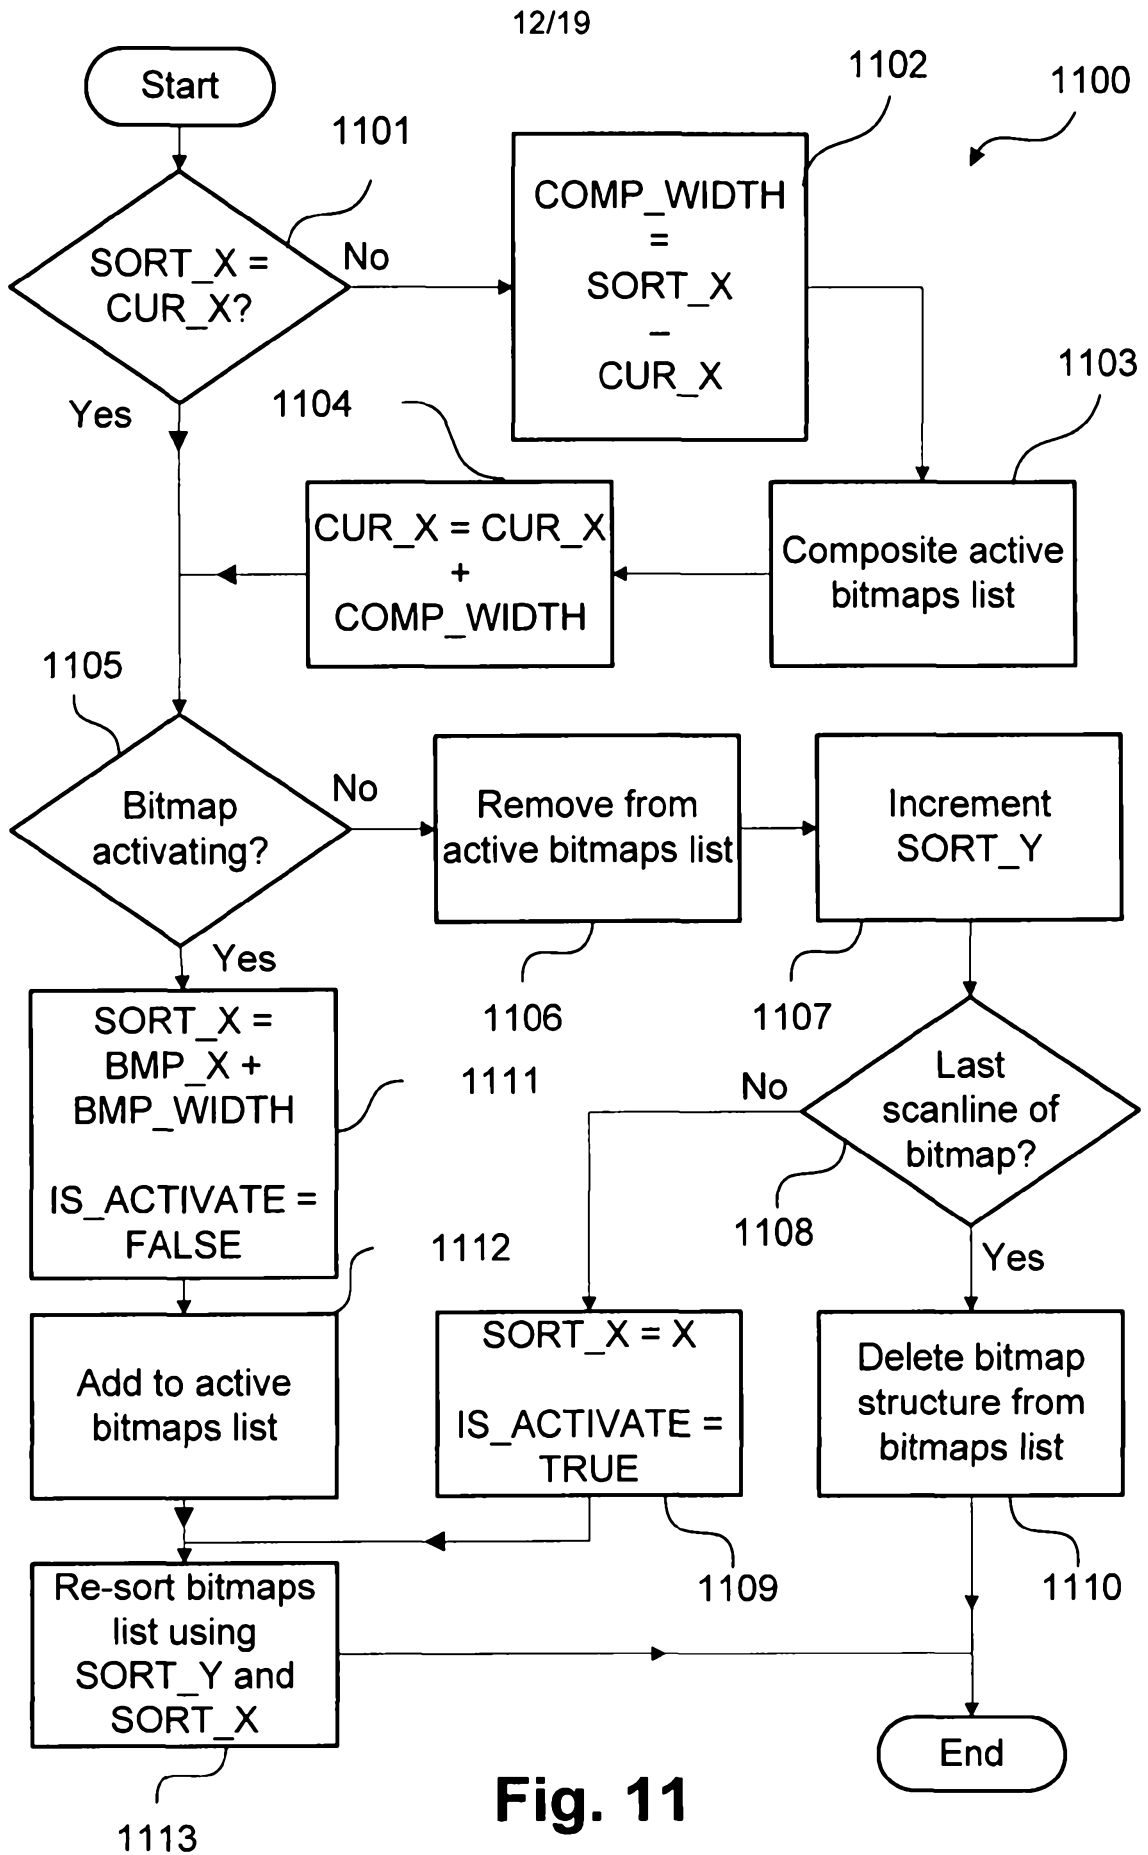 12/19
Start
1100
1101
1102
SORT_X =
CUR_X?
No
Yes
COMP_WIDTH
=
SORT_X
–
CUR_X
1103
1104
CUR_X = CUR_X
+
COMP_WIDTH
Composite active
bitmaps list
1105
Bitmap
activating?
No
Yes
Remove from
active bitmaps list
1106
Increment
SORT_Y
1107
SORT_X =
BMP_X +
BMP_WIDTH
IS_ACTIVATE =
FALSE
1111
Last
scanline of
bitmap?
No
Yes
1108
1112
Add to active
bitmaps list
SORT_X = X
IS_ACTIVATE =
TRUE
1109
Delete bitmap
structure from
bitmaps list
1110
Re-sort bitmaps
list using
SORT_Y and
SORT_X
1113
End
Fig. 11